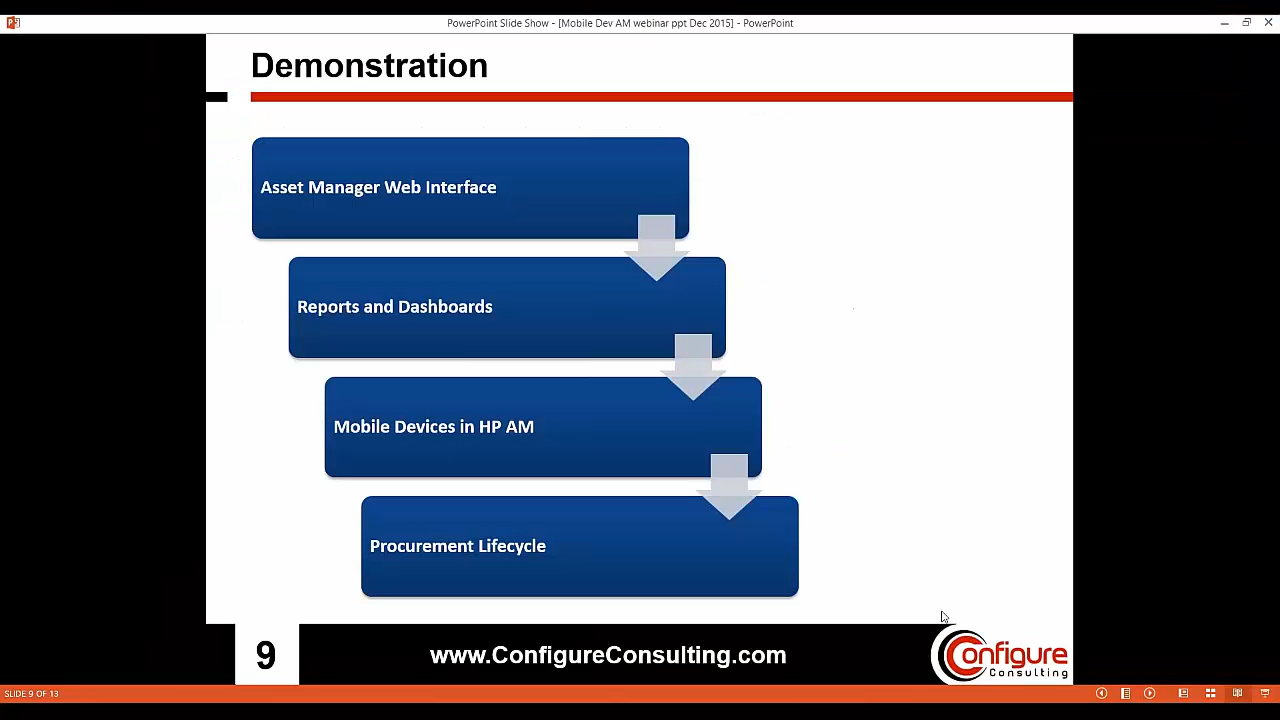 PowerPoint Slide Show - [Mobile Dev AM webinar ppt Dec 2015] - PowerPoint
Demonstration
Asset Manager Web Interface
Reports and Dashboards
Mobile Devices in HP AM
Procurement Lifecycle
9
www.ConfigureConsulting.com
Configure
Consulting
SLIDE 9 OF 13